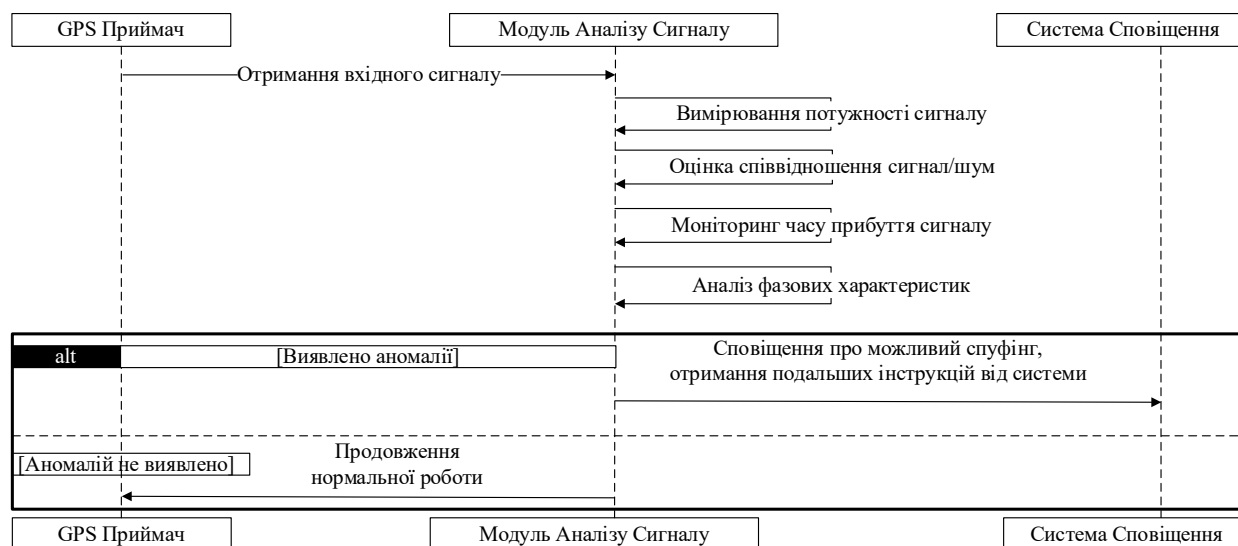 GPS Приймач
Модуль Аналізу Сигналу
Система Сповіщення
Отримання вхідного сигналу
Вимірювання потужності сигналу
Оцінка співвідношення сигнал/шум
Моніторинг часу прибуття сигналу
Аналіз фазових характеристик
alt
[Виявлено аномалії]
Сповіщення про можливий спуфінг,
отримання подальших інструкцій від системи
[Аномалій не виявлено]
Продовження
нормальної роботи
GPS Приймач
Модуль Аналізу Сигналу
Система Сповіщення